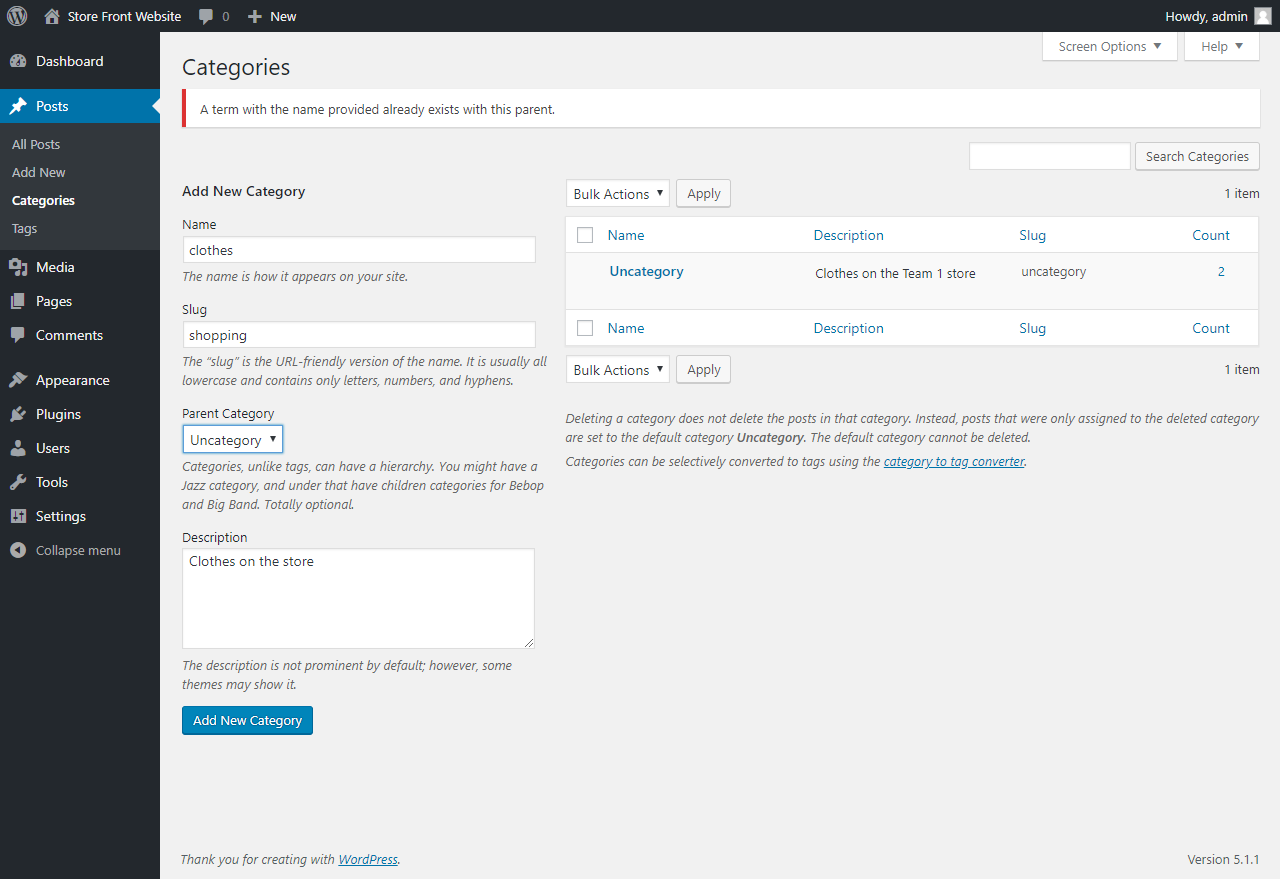 Store Front Website 0 New Howdy, admin
Dashboard
Posts
All Posts
Add New
Categories
Tags
Media
Pages
Comments
Appearance
Plugins
Users
Tools
Settings
Collapse menu
Screen Options Help
Categories
A term with the name provided already exists with this parent.
Search Categories
Add New Category
Name
clothes
The name is how it appears on your site.
Slug
shopping
The “slug” is the URL-friendly version of the name. It is usually all
lowercase and contains only letters, numbers, and hyphens.
Parent Category
Uncategory
Categories, unlike tags, can have a hierarchy. You might have a
Jazz category, and under that have children categories for Bebop
and Big Band. Totally optional.
Description
Clothes on the store
The description is not prominent by default; however, some
themes may show it.
Add New Category
Bulk Actions Apply 1 item
Name Description Slug Count
Uncategory Clothes on the Team 1 store uncategory 2
Name Description Slug Count
Bulk Actions Apply 1 item
Deleting a category does not delete the posts in that category. Instead, posts that were only assigned to the deleted category
are set to the default category Uncategory. The default category cannot be deleted.
Categories can be selectively converted to tags using the category to tag converter.
Thank you for creating with WordPress. Version 5.1.1